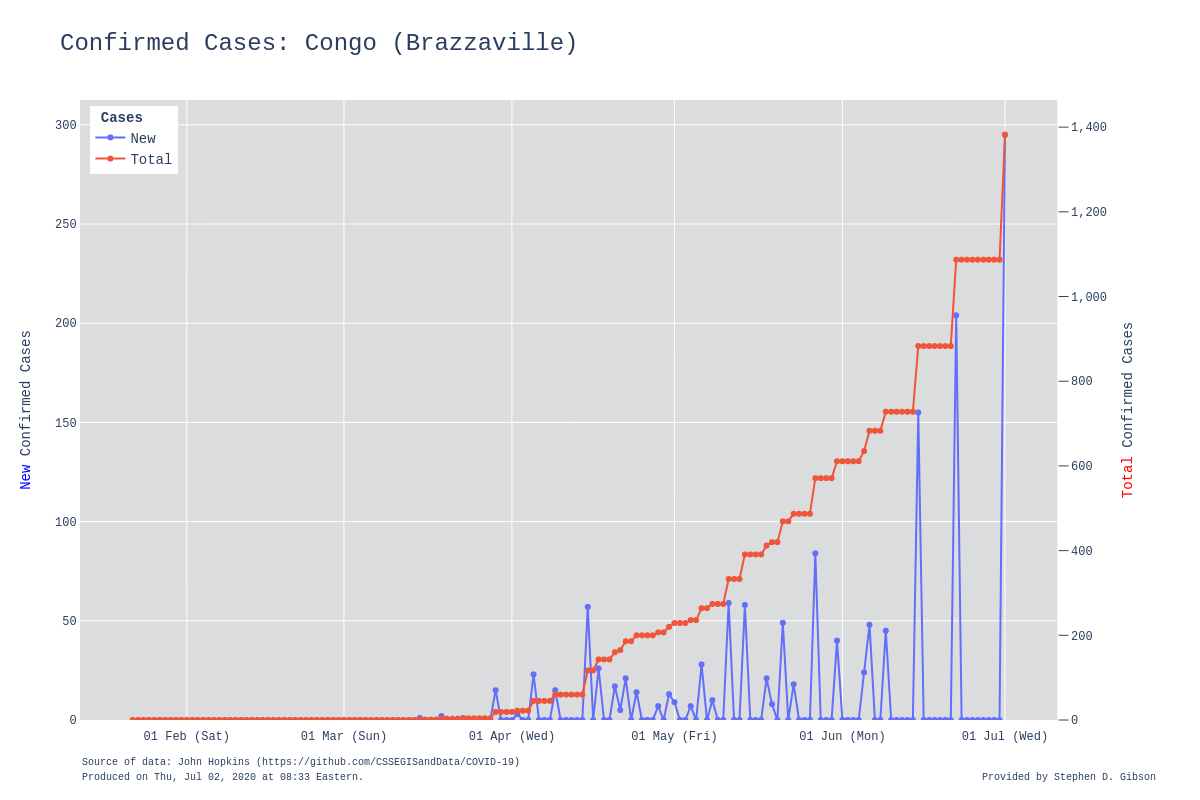 Confirmed Cases: Congo (Brazzaville)
Cases
New
Total
300
250
200
150
100
50
0
1,400
1,200
1,000
800
600
400
200
0
New Confirmed Cases
Total Confirmed Cases
01 Feb (Sat) 01 Mar (Sun) 01 Apr (Wed) 01 May (Fri) 01 Jun (Mon) 01 Jul (Wed)
Source of data: John Hopkins (https://github.com/CSSEGISandData/COVID-19)
Produced on Thu, Jul 02, 2020 at 08:33 Eastern.
Provided by Stephen D. Gibson